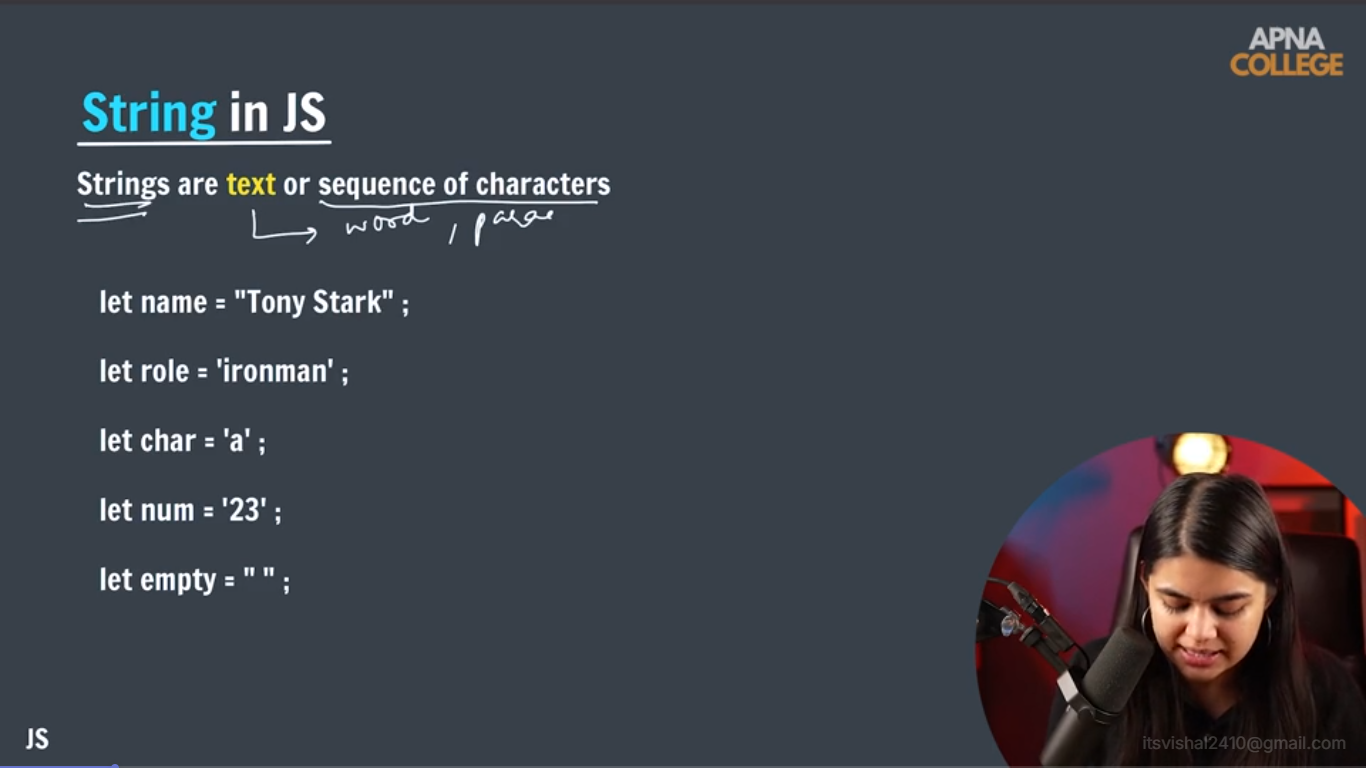 APNA
COLLEGE
String in JS
Strings are text or sequence of characters
word , para
let name = "Tony Stark" ;
let role = 'ironman' ;
let char = 'a' ;
let num = '23' ;
let empty = " " ;
JS
itsvishal2410@gmail.com